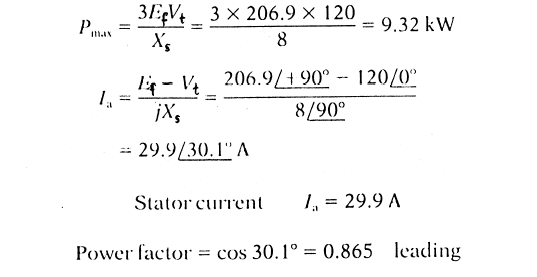 P_max = 3E_fV_t / X_s = 3 × 206.9 × 120 / 8 = 9.32 kW
I_a = E_f − V_t / jX_s = 206.9/+90° − 120/0° / 8/90°
= 29.9/30.1° A
Stator current I_a = 29.9 A
Power factor = cos 30.1° = 0.865 leading